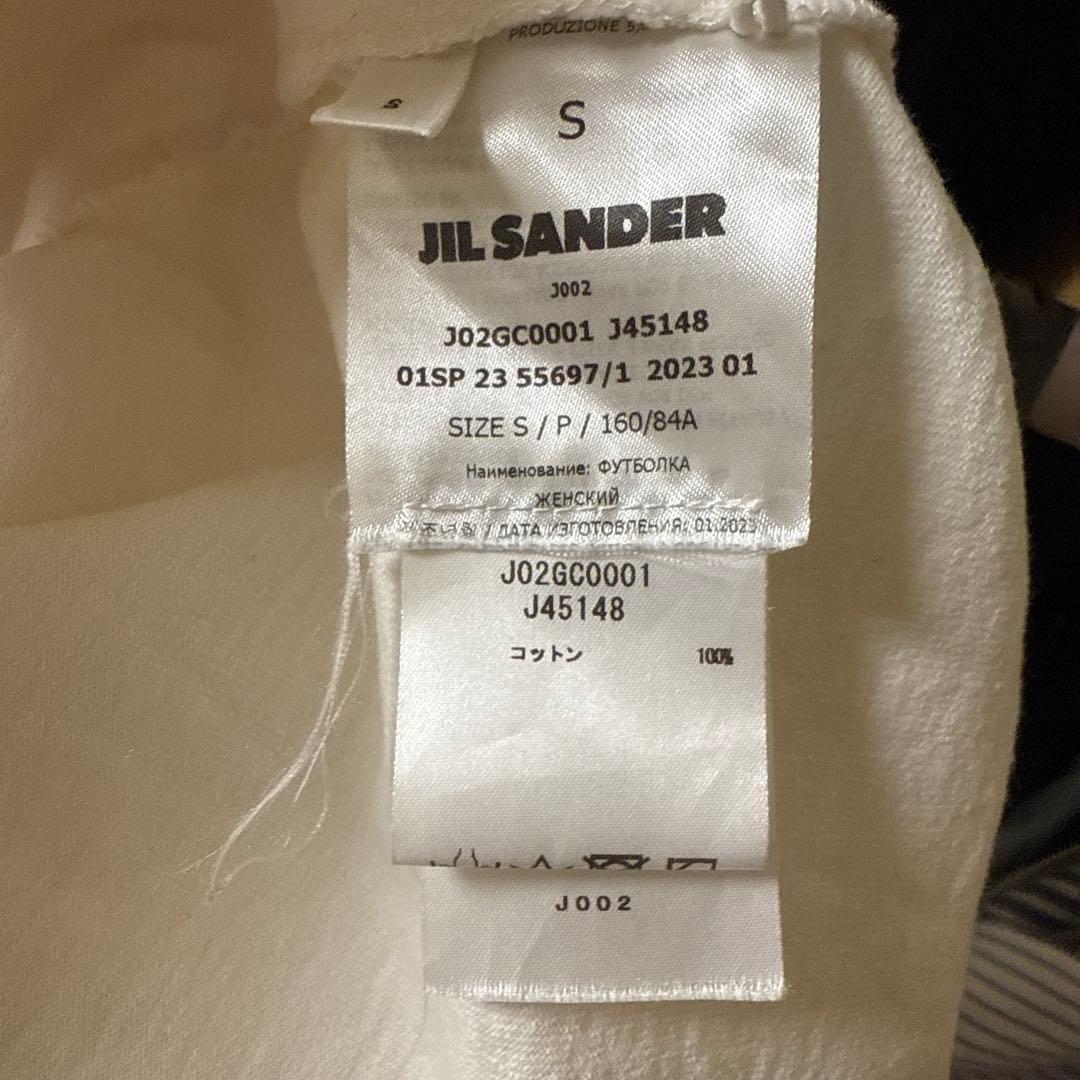 PRODUZIONE
S
S
JIL SANDER
J002
J02GC0001 J45148
01SP 23 55697/1 2023 01
SIZE S / P / 160/84A
Наименование: ФУТБОЛКА
ЖЕНСКИЙ
/ ДАТА ИЗГОТОВЛЕНИЯ: 01.2023
J02GC0001
J45148
コットン 100%
J002